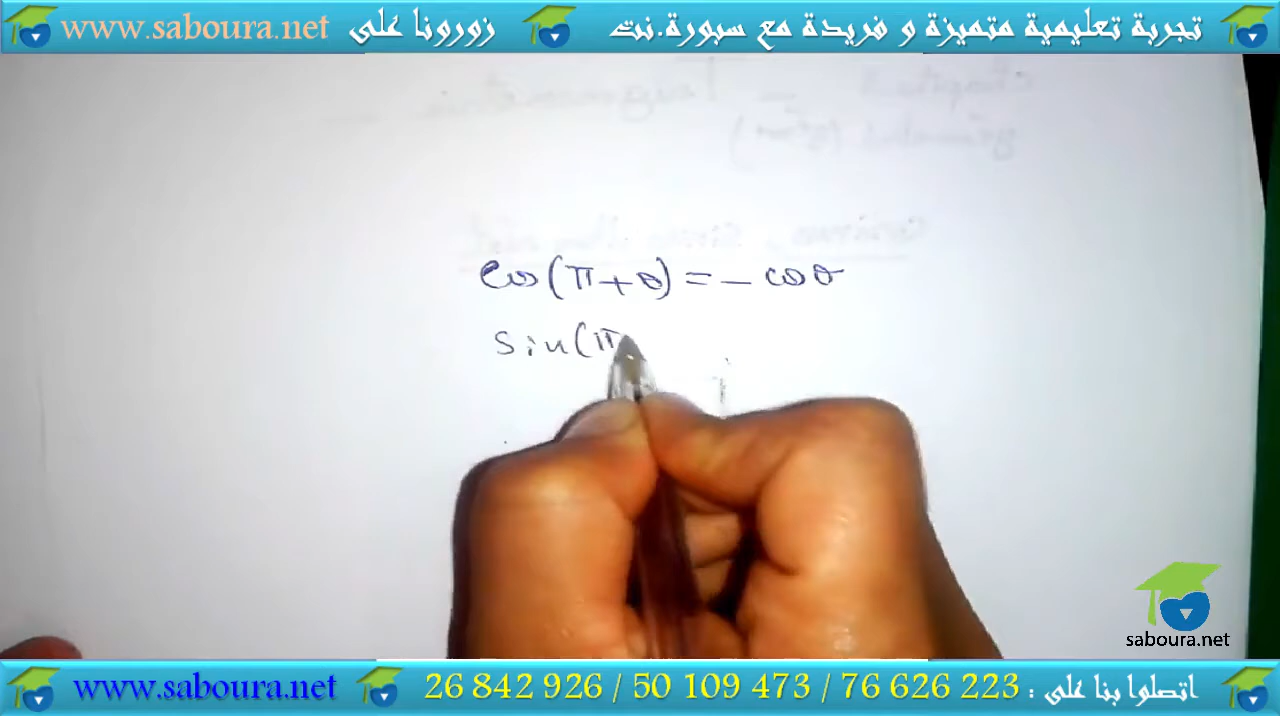 تجربة تعليمية متميزة و فريدة مع سبورة.نت زورونا على www.saboura.net
cos(π+θ) = - cosθ
sin(π
saboura.net
اتصلوا بنا على : 26 842 926 / 50 109 473 / 76 626 223 www.saboura.net